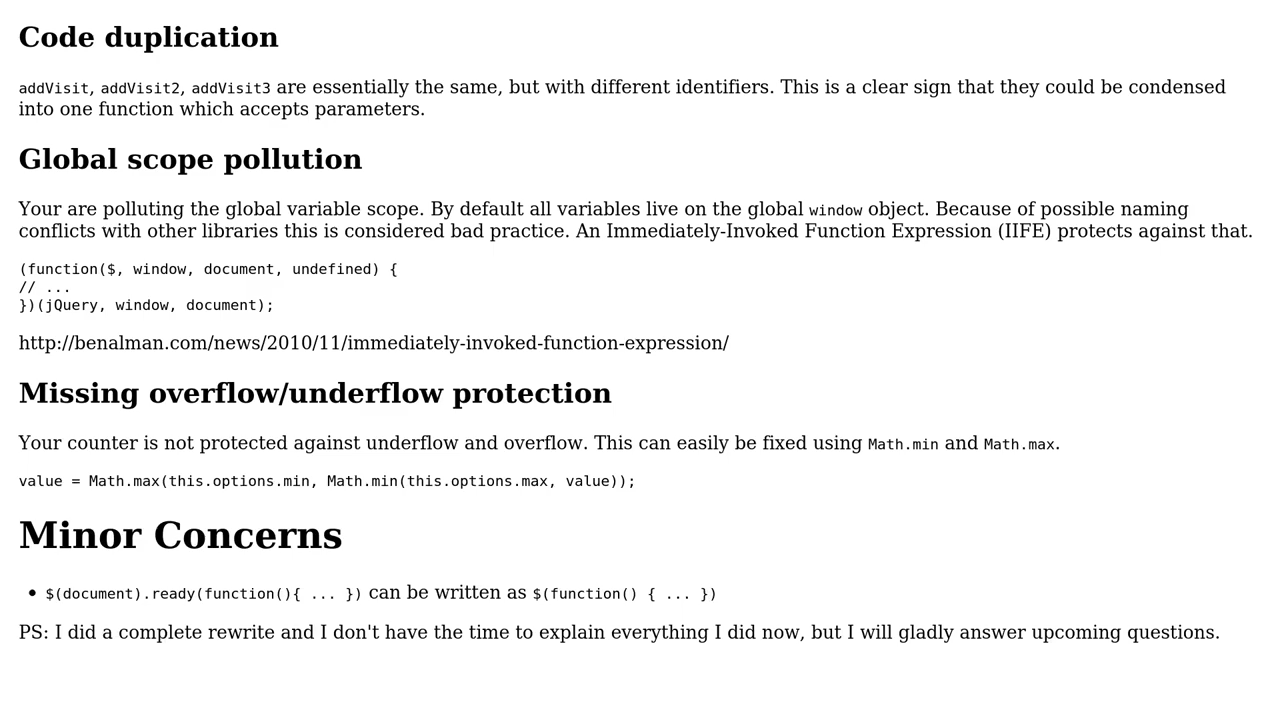 Code duplication
addVisit, addVisit2, addVisit3 are essentially the same, but with different identifiers. This is a clear sign that they could be condensed
into one function which accepts parameters.
Global scope pollution
Your are polluting the global variable scope. By default all variables live on the global window object. Because of possible naming
conflicts with other libraries this is considered bad practice. An Immediately-Invoked Function Expression (IIFE) protects against that.
(function($, window, document, undefined) {
// ...
})(jQuery, window, document);
http://benalman.com/news/2010/11/immediately-invoked-function-expression/
Missing overflow/underflow protection
Your counter is not protected against underflow and overflow. This can easily be fixed using Math.min and Math.max.
value = Math.max(this.options.min, Math.min(this.options.max, value));
Minor Concerns
• $(document).ready(function(){ ... }) can be written as $(function() { ... })
PS: I did a complete rewrite and I don't have the time to explain everything I did now, but I will gladly answer upcoming questions.